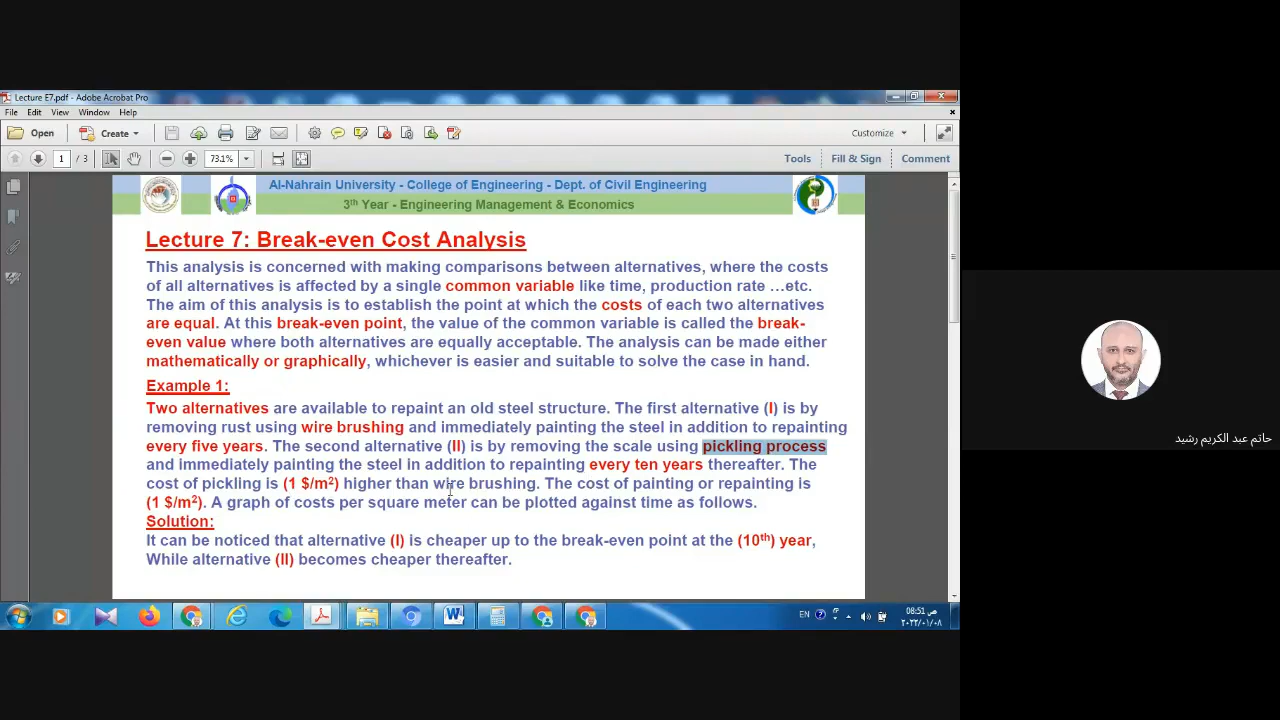 Lecture E7.pdf - Adobe Acrobat Pro
File Edit View Window Help
Open Create Customize
1 / 3 73.1% Tools Fill & Sign Comment
Al-Nahrain University - College of Engineering - Dept. of Civil Engineering
3th Year - Engineering Management & Economics
Lecture 7: Break-even Cost Analysis
This analysis is concerned with making comparisons between alternatives, where the costs
of all alternatives is affected by a single common variable like time, production rate …etc.
The aim of this analysis is to establish the point at which the costs of each two alternatives
are equal. At this break-even point, the value of the common variable is called the break-
even value where both alternatives are equally acceptable. The analysis can be made either
mathematically or graphically, whichever is easier and suitable to solve the case in hand.
Example 1:
Two alternatives are available to repaint an old steel structure. The first alternative (I) is by
removing rust using wire brushing and immediately painting the steel in addition to repainting
every five years. The second alternative (II) is by removing the scale using pickling process
and immediately painting the steel in addition to repainting every ten years thereafter. The
cost of pickling is (1 $/m2) higher than wire brushing. The cost of painting or repainting is
(1 $/m2). A graph of costs per square meter can be plotted against time as follows.
Solution:
It can be noticed that alternative (I) is cheaper up to the break-even point at the (10th) year,
While alternative (II) becomes cheaper thereafter.
EN
08:51 ص
٢٠٢٢/٠١/٠٨
حاتم عبد الكريم رشيد